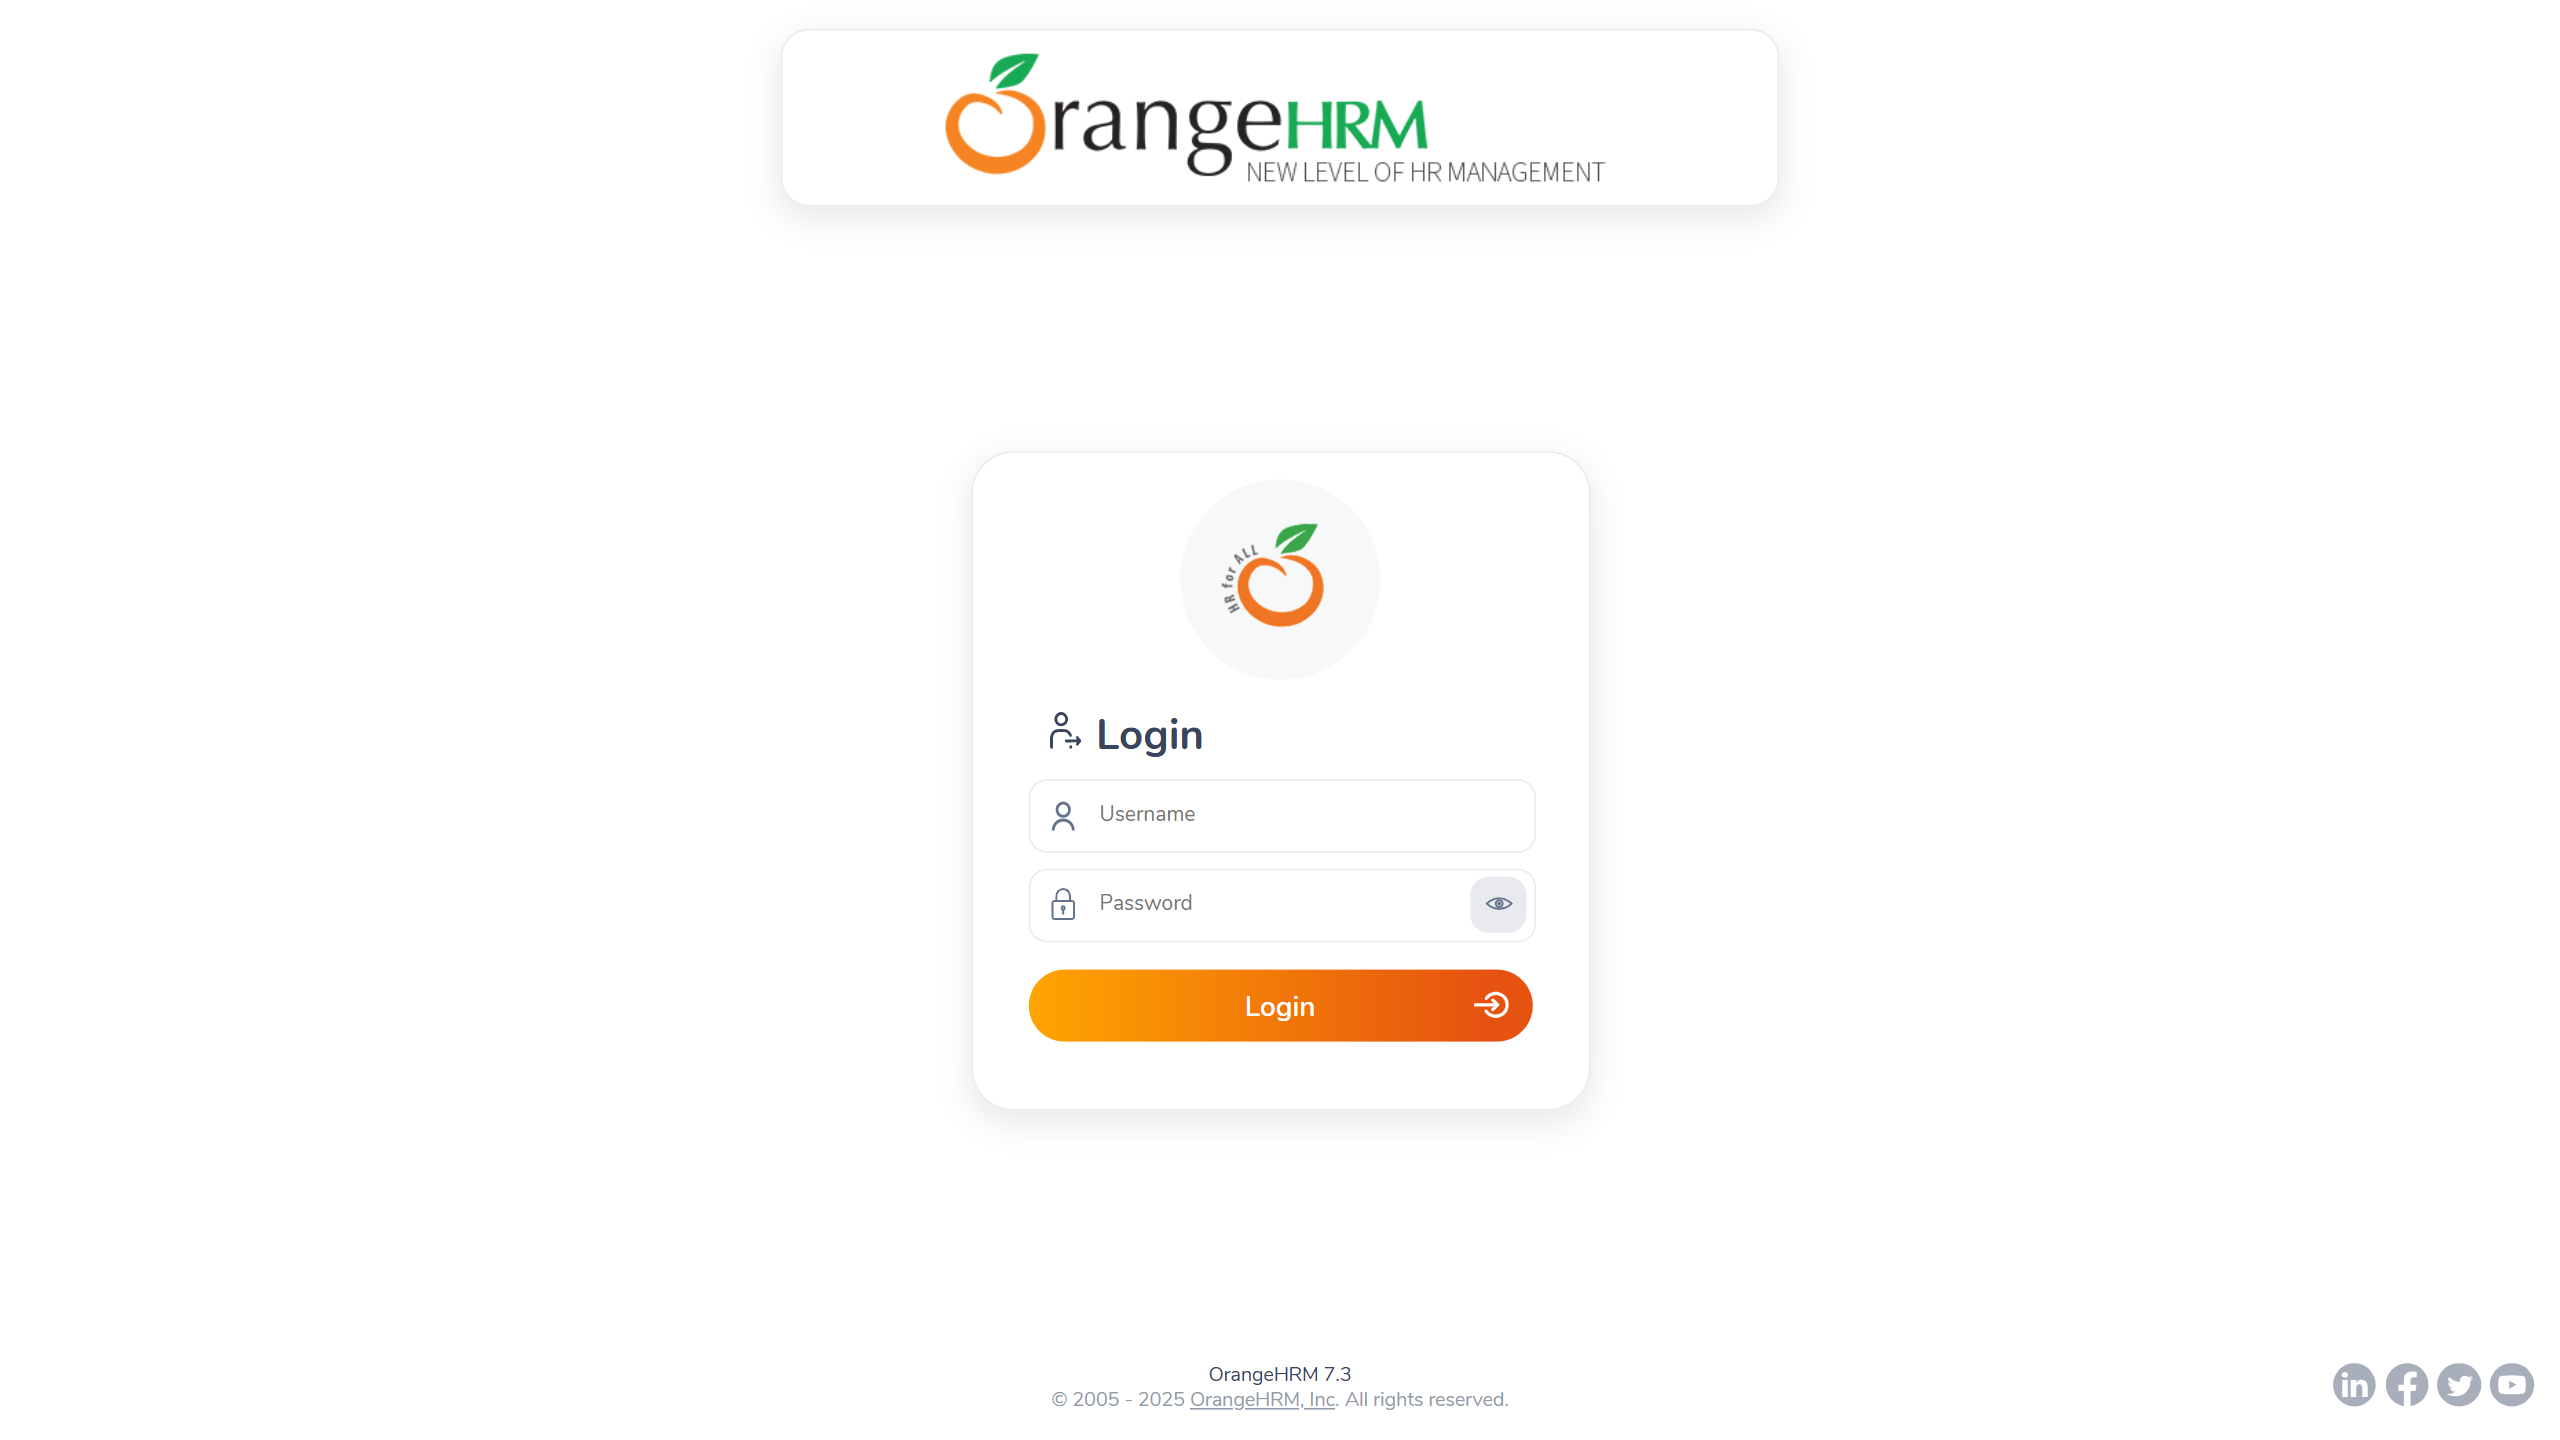 OrangeHRM
NEW LEVEL OF HR MANAGEMENT
HR for ALL
Login
Username
Password
Login
OrangeHRM 7.3
© 2005 - 2025 OrangeHRM, Inc. All rights reserved.
in